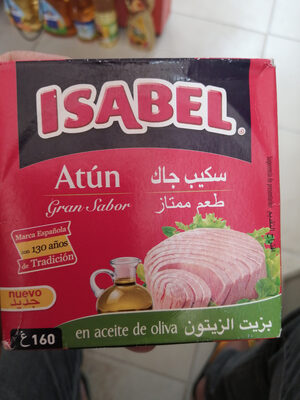 ISABEL®
Atún
Gran Sabor
سكيب جاك
طعم ممتاز
Marca Española
con 130 años
de Tradición
nuevo
جديد
en aceite de oliva
بزيت الزيتون
160 غ